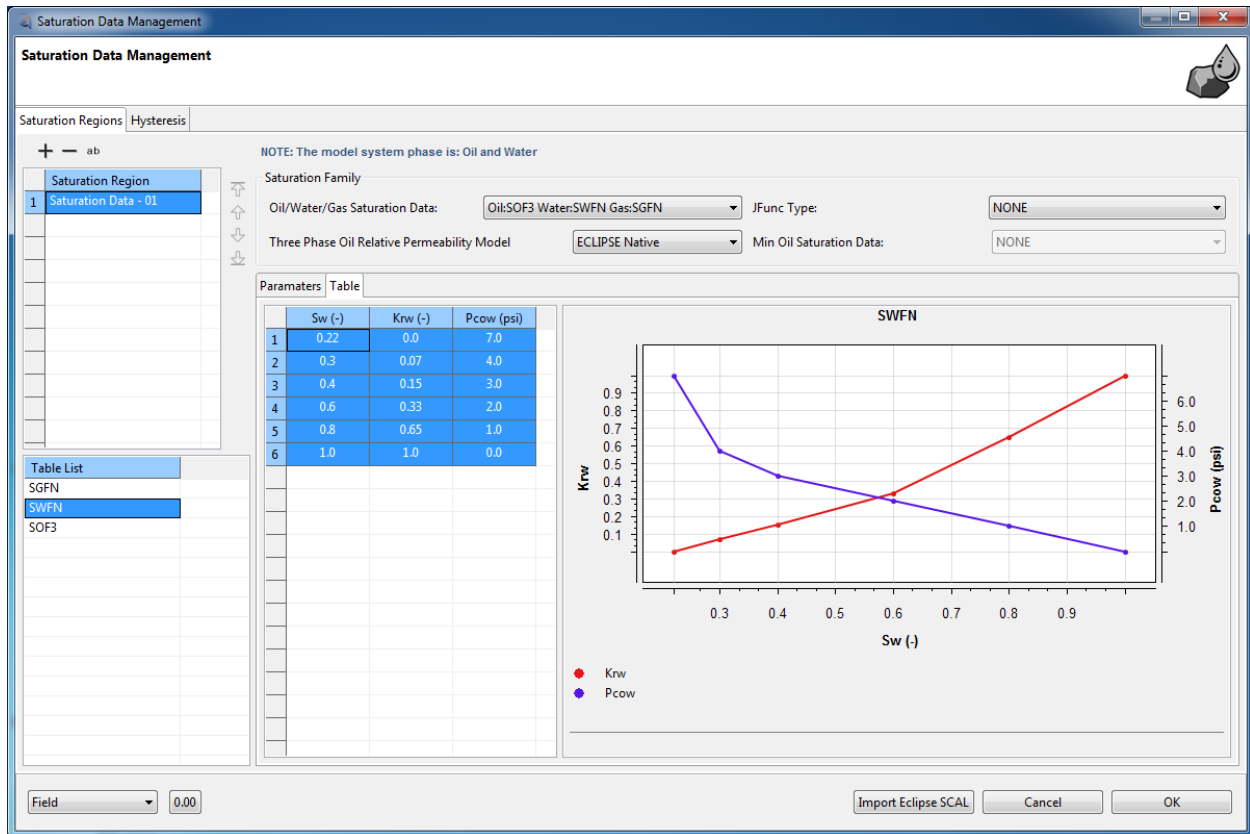 Saturation Data Management
Saturation Data Management
Saturation Regions Hysteresis
+ − ab
NOTE: The model system phase is: Oil and Water
Saturation Region
1 Saturation Data - 01
Saturation Family
Oil/Water/Gas Saturation Data: Oil:SOF3 Water:SWFN Gas:SGFN JFunc Type: NONE
Three Phase Oil Relative Permeability Model ECLIPSE Native Min Oil Saturation Data: NONE
Paramaters Table
Sw (-) Krw (-) Pcow (psi)
1 0.22 0.0 7.0
2 0.3 0.07 4.0
3 0.4 0.15 3.0
4 0.6 0.33 2.0
5 0.8 0.65 1.0
6 1.0 1.0 0.0
Table List
SGFN
SWFN
SOF3
SWFN
Krw
0.9
0.8
0.7
0.6
0.5
0.4
0.3
0.2
0.1
6.0
5.0
4.0
3.0
2.0
1.0
Pcow (psi)
0.3 0.4 0.5 0.6 0.7 0.8 0.9
Sw (-)
Krw
Pcow
Field 0.00 Import Eclipse SCAL Cancel OK